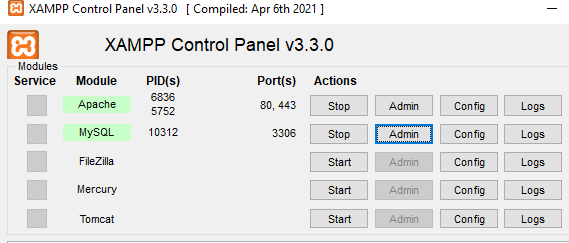 XAMPP Control Panel v3.3.0 [ Compiled: Apr 6th 2021 ]
XAMPP Control Panel v3.3.0
Modules
Service Module PID(s) Port(s) Actions
Apache 6836 5752 80, 443 Stop Admin Config Logs
MySQL 10312 3306 Stop Admin Config Logs
FileZilla Start Admin Config Logs
Mercury Start Admin Config Logs
Tomcat Start Admin Config Logs